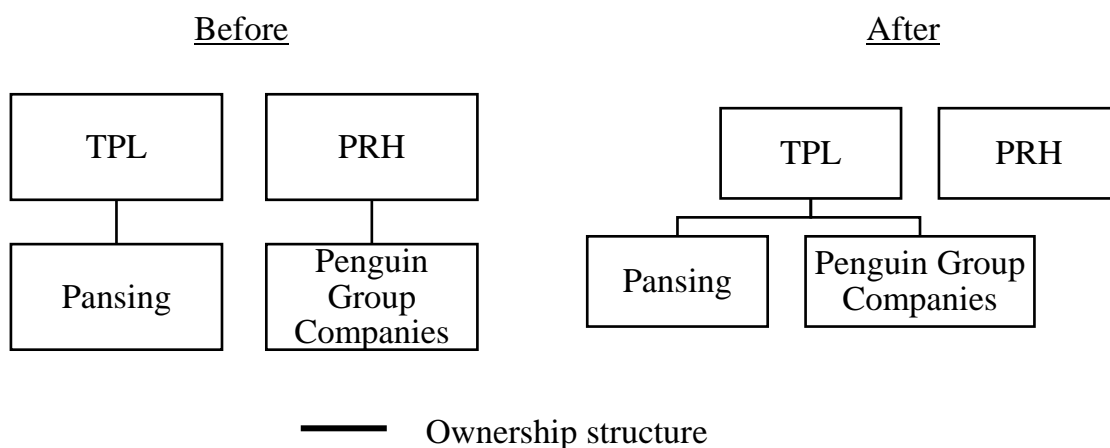 Before
After
TPL
PRH
TPL
PRH
Pansing
Penguin
Group
Companies
Pansing
Penguin Group
Companies
Ownership structure